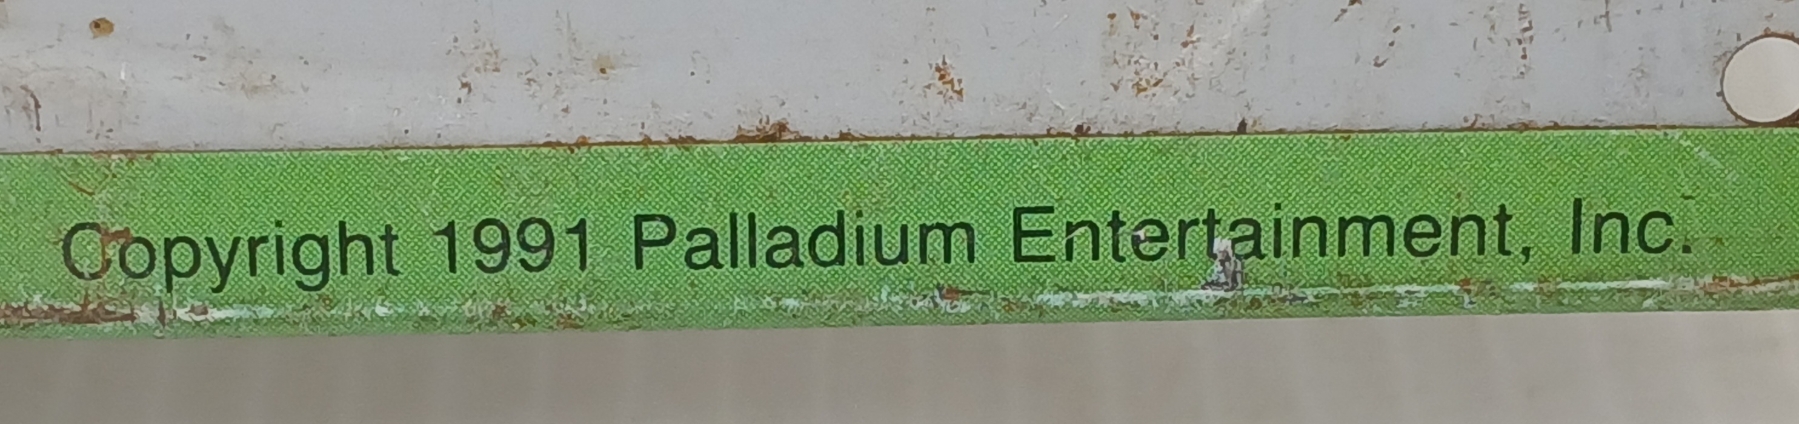 Copyright 1991 Palladium Entertainment, Inc.